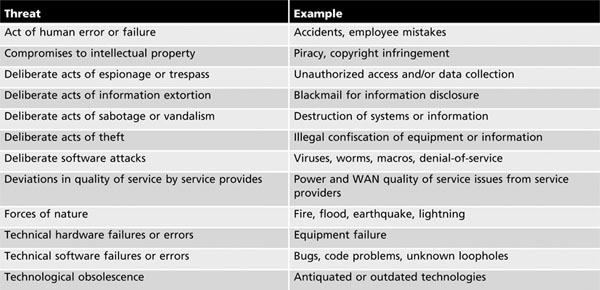 Threat Example
Act of human error or failure Accidents, employee mistakes
Compromises to intellectual property Piracy, copyright infringement
Deliberate acts of espionage or trespass Unauthorized access and/or data collection
Deliberate acts of information extortion Blackmail for information disclosure
Deliberate acts of sabotage or vandalism Destruction of systems or information
Deliberate acts of theft Illegal confiscation of equipment or information
Deliberate software attacks Viruses, worms, macros, denial-of-service
Deviations in quality of service by service provides Power and WAN quality of service issues from service
providers
Forces of nature Fire, flood, earthquake, lightning
Technical hardware failures or errors Equipment failure
Technical software failures or errors Bugs, code problems, unknown loopholes
Technological obsolescence Antiquated or outdated technologies